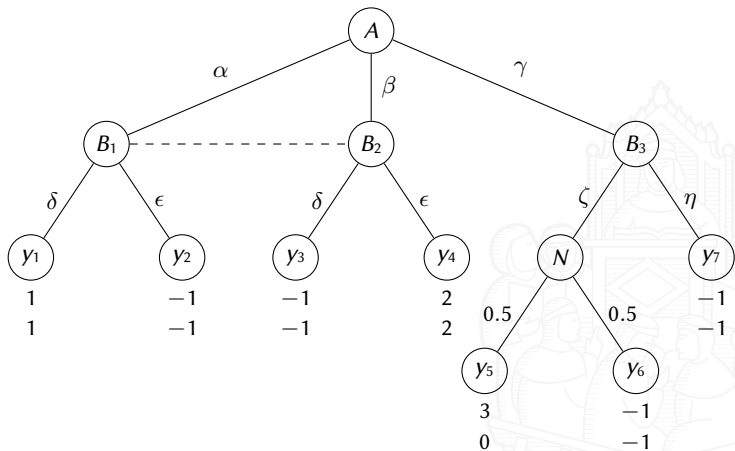 A
α
β
γ
B₁
B₂
B₃
δ
ϵ
δ
ϵ
ζ
η
y₁
y₂
y₃
y₄
N
y₇
1 −1 −1 2 −1
1 −1 −1 2 −1
0.5 0.5
y₅
y₆
3 −1
0 −1